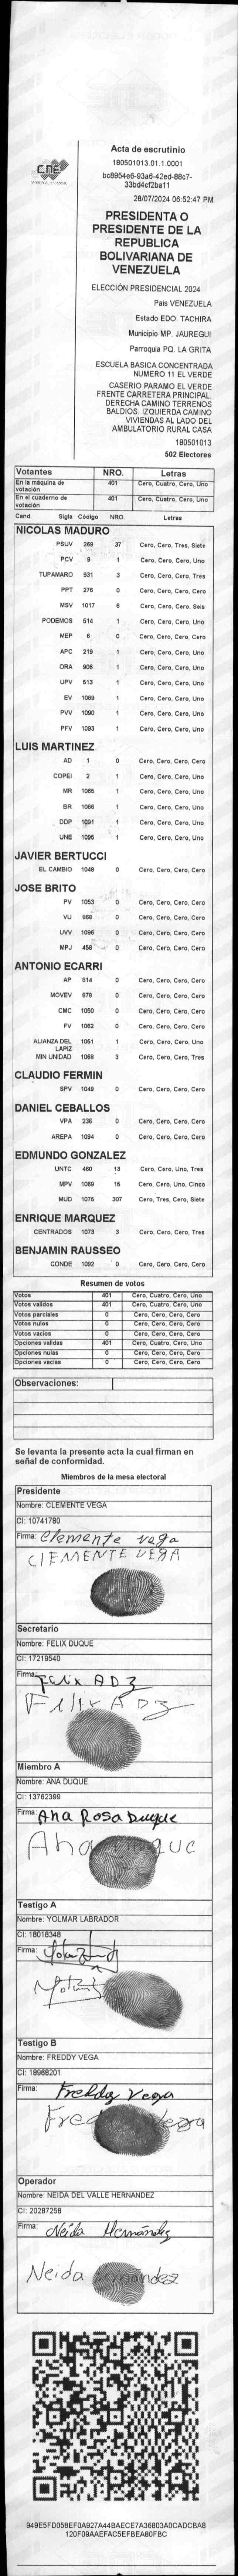 Acta de escrutinio
180501013.01.1.0001
bc8954e6-93a6-42ed-88c7-
33bd4cf2ba11
28/07/2024 06:52:47 PM
CNE
PRESIDENTA O
PRESIDENTE DE LA
REPUBLICA
BOLIVARIANA DE
VENEZUELA
ELECCIÓN PRESIDENCIAL 2024
Pais VENEZUELA
Estado EDO. TACHIRA
Municipio MP. JAUREGUI
Parroquia PQ. LA GRITA
ESCUELA BASICA CONCENTRADA
NUMERO 11 EL VERDE
CASERIO PARAMO EL VERDE
FRENTE CARRETERA PRINCIPAL.
DERECHA CAMINO TERRENOS
BALDIOS. IZQUIERDA CAMINO
VIVIENDAS AL LADO DEL
AMBULATORIO RURAL CASA
180501013
502 Electores
Votantes NRO. Letras
En la máquina de votación 401 Cero, Cuatro, Cero, Uno
En el cuaderno de votación 401 Cero, Cuatro, Cero, Uno
Cand. Sigla Código NRO. Letras
NICOLAS MADURO
PSUV 269 37 Cero, Cero, Tres, Siete
PCV 9 1 Cero, Cero, Cero, Uno
TUPAMARO 931 3 Cero, Cero, Cero, Tres
PPT 276 0 Cero, Cero, Cero, Cero
MSV 1017 6 Cero, Cero, Cero, Seis
PODEMOS 514 1 Cero, Cero, Cero, Uno
MEP 6 0 Cero, Cero, Cero, Cero
APC 219 1 Cero, Cero, Cero, Uno
ORA 906 1 Cero, Cero, Cero, Uno
UPV 513 1 Cero, Cero, Cero, Uno
EV 1089 1 Cero, Cero, Cero, Uno
PVV 1090 1 Cero, Cero, Cero, Uno
PFV 1093 1 Cero, Cero, Cero, Uno
LUIS MARTINEZ
AD 1 0 Cero, Cero, Cero, Cero
COPEI 2 1 Cero, Cero, Cero, Uno
MR 1065 1 Cero, Cero, Cero, Uno
BR 1066 1 Cero, Cero, Cero, Uno
DDP 1091 1 Cero, Cero, Cero, Uno
UNE 1095 1 Cero, Cero, Cero, Uno
JAVIER BERTUCCI
EL CAMBIO 1048 0 Cero, Cero, Cero, Cero
JOSE BRITO
PV 1053 0 Cero, Cero, Cero, Cero
VU 868 0 Cero, Cero, Cero, Cero
UVV 1096 0 Cero, Cero, Cero, Cero
MPJ 458 0 Cero, Cero, Cero, Cero
ANTONIO ECARRI
AP 814 0 Cero, Cero, Cero, Cero
MOVEV 878 0 Cero, Cero, Cero, Cero
CMC 1050 0 Cero, Cero, Cero, Cero
FV 1062 0 Cero, Cero, Cero, Cero
ALIANZA DEL LAPIZ 1051 1 Cero, Cero, Cero, Uno
MIN UNIDAD 1068 3 Cero, Cero, Cero, Tres
CLAUDIO FERMIN
SPV 1049 0 Cero, Cero, Cero, Cero
DANIEL CEBALLOS
VPA 236 0 Cero, Cero, Cero, Cero
AREPA 1094 0 Cero, Cero, Cero, Cero
EDMUNDO GONZALEZ
UNTC 460 13 Cero, Cero, Uno, Tres
MPV 1069 15 Cero, Cero, Uno, Cinco
MUD 1075 307 Cero, Tres, Cero, Siete
ENRIQUE MARQUEZ
CENTRADOS 1073 3 Cero, Cero, Cero, Tres
BENJAMIN RAUSSEO
CONDE 1092 0 Cero, Cero, Cero, Cero
Resumen de votos
Votos 401 Cero, Cuatro, Cero, Uno
Votos validos 401 Cero, Cuatro, Cero, Uno
Votos parciales 0 Cero, Cero, Cero, Cero
Votos nulos 0 Cero, Cero, Cero, Cero
Votos vacios 0 Cero, Cero, Cero, Cero
Opciones validas 401 Cero, Cuatro, Cero, Uno
Opciones nulas 0 Cero, Cero, Cero, Cero
Opciones vacias 0 Cero, Cero, Cero, Cero
Observaciones:
Se levanta la presente acta la cual firman en
señal de conformidad.
Miembros de la mesa electoral
Presidente
Nombre: CLEMENTE VEGA
CI: 10741780
Firma: Clemente vega
CLEMENTE VEGA
Secretario
Nombre: FELIX DUQUE
CI: 17219540
Firma: Felix AD3
Felix AD3
Miembro A
Nombre: ANA DUQUE
CI: 13762399
Firma: Ana Rosa Duque
Testigo A
Nombre: YOLMAR LABRADOR
CI: 18018348
Firma:
Testigo B
Nombre: FREDDY VEGA
CI: 18968201
Firma: Freddy Vega
Operador
Nombre: NEIDA DEL VALLE HERNANDEZ
CI: 20287258
Firma: Neida Hernández
Neida Hernández
949E5FD058EF0A927A44BAECE7A36803A0CADCBA8
120F09AAEFAC5EFBEA80FBC